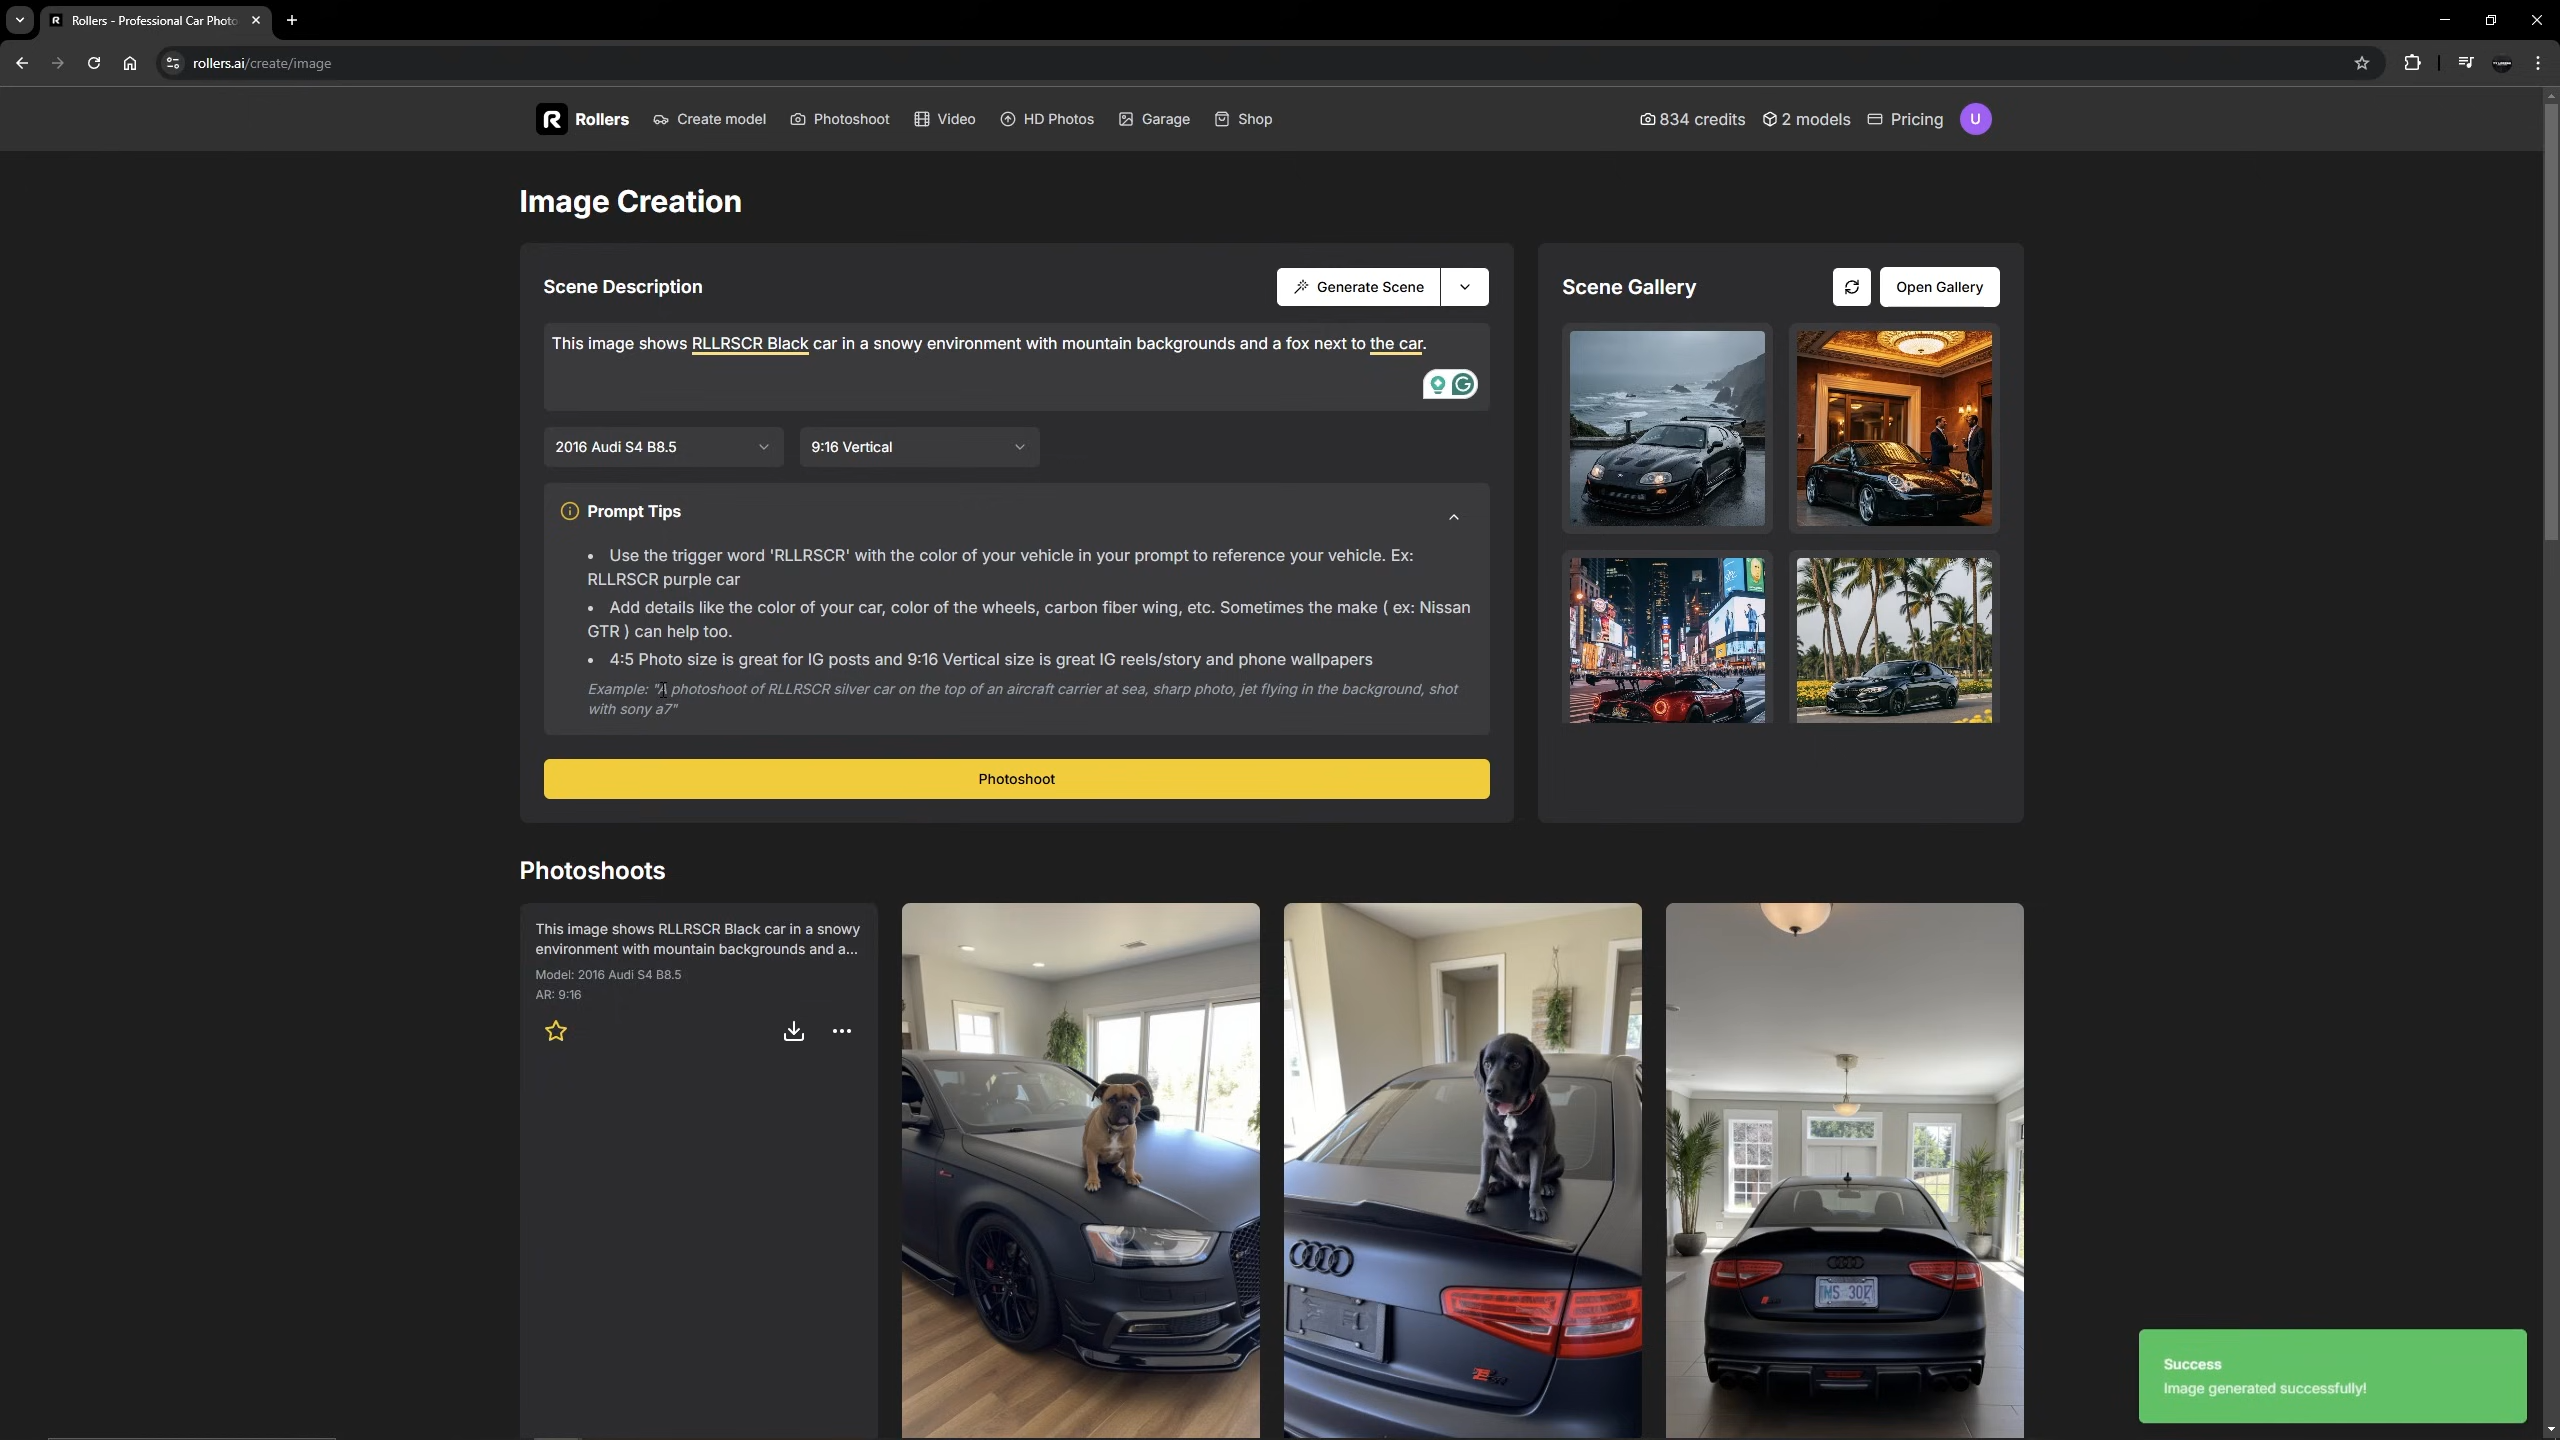 Rollers - Professional Car Photo
rollers.ai/create/image
Rollers
Create model
Photoshoot
Video
HD Photos
Garage
Shop
834 credits
2 models
Pricing
U
Image Creation
Scene Description
Generate Scene
This image shows RLLRSCR Black car in a snowy environment with mountain backgrounds and a fox next to the car.
2016 Audi S4 B8.5
9:16 Vertical
Prompt Tips
• Use the trigger word 'RLLRSCR' with the color of your vehicle in your prompt to reference your vehicle. Ex:
RLLRSCR purple car
• Add details like the color of your car, color of the wheels, carbon fiber wing, etc. Sometimes the make ( ex: Nissan
GTR ) can help too.
• 4:5 Photo size is great for IG posts and 9:16 Vertical size is great IG reels/story and phone wallpapers
Example: "A photoshoot of RLLRSCR silver car on the top of an aircraft carrier at sea, sharp photo, jet flying in the background, shot
with sony a7"
Photoshoot
Scene Gallery
Open Gallery
Photoshoots
This image shows RLLRSCR Black car in a snowy
environment with mountain backgrounds and a...
Model: 2016 Audi S4 B8.5
AR: 9:16
Success
Image generated successfully!